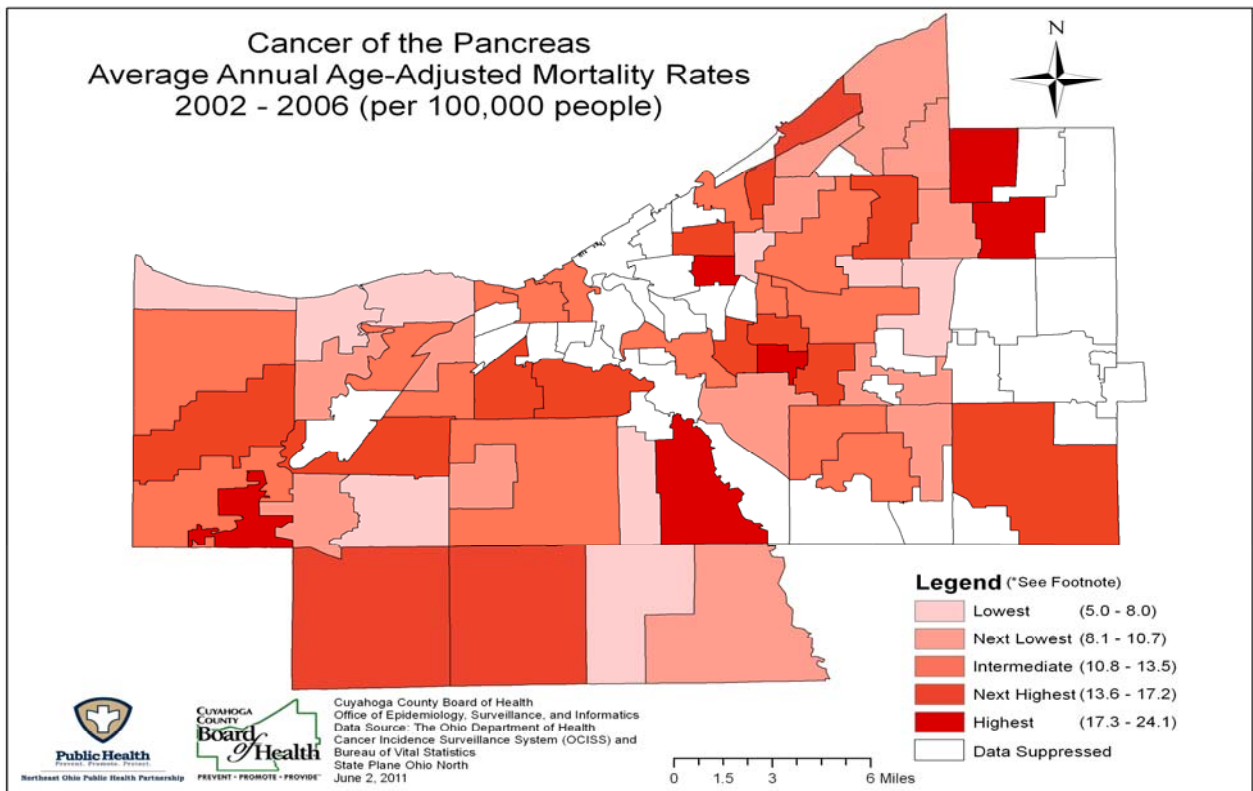 Cancer of the Pancreas
Average Annual Age-Adjusted Mortality Rates
2002 - 2006 (per 100,000 people)
N
Legend (*See Footnote)
Lowest (5.0 - 8.0)
Next Lowest (8.1 - 10.7)
Intermediate (10.8 - 13.5)
Next Highest (13.6 - 17.2)
Highest (17.3 - 24.1)
Data Suppressed
0 1.5 3 6 Miles
Public Health
Prevent. Promote. Protect.
Northeast Ohio Public Health Partnership
CUYAHOGA
COUNTY
Board
of Health
PREVENT • PROMOTE • PROVIDE
Cuyahoga County Board of Health
Office of Epidemiology, Surveillance, and Informatics
Data Source: The Ohio Department of Health
Cancer Incidence Surveillance System (OCISS) and
Bureau of Vital Statistics
State Plane Ohio North
June 2, 2011